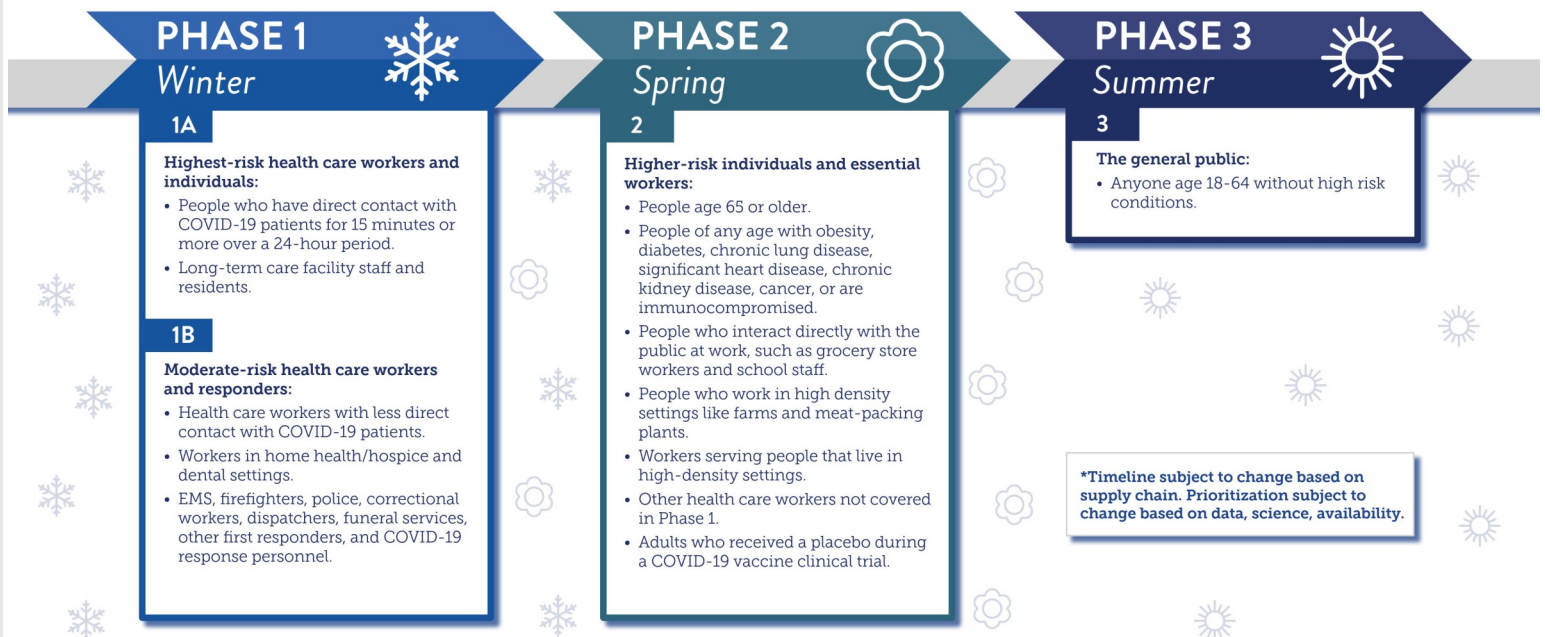 PHASE 1
Winter
1A
Highest-risk health care workers and
individuals:
• People who have direct contact with
COVID-19 patients for 15 minutes or
more over a 24-hour period.
• Long-term care facility staff and
residents.
1B
Moderate-risk health care workers
and responders:
• Health care workers with less direct
contact with COVID-19 patients.
• Workers in home health/hospice and
dental settings.
• EMS, firefighters, police, correctional
workers, dispatchers, funeral services,
other first responders, and COVID-19
response personnel.
PHASE 2
Spring
2
Higher-risk individuals and essential
workers:
• People age 65 or older.
• People of any age with obesity,
diabetes, chronic lung disease,
significant heart disease, chronic
kidney disease, cancer, or are
immunocompromised.
• People who interact directly with the
public at work, such as grocery store
workers and school staff.
• People who work in high density
settings like farms and meat-packing
plants.
• Workers serving people that live in
high-density settings.
• Other health care workers not covered
in Phase 1.
• Adults who received a placebo during
a COVID-19 vaccine clinical trial.
PHASE 3
Summer
3
The general public:
• Anyone age 18-64 without high risk
conditions.
*Timeline subject to change based on
supply chain. Prioritization subject to
change based on data, science, availability.